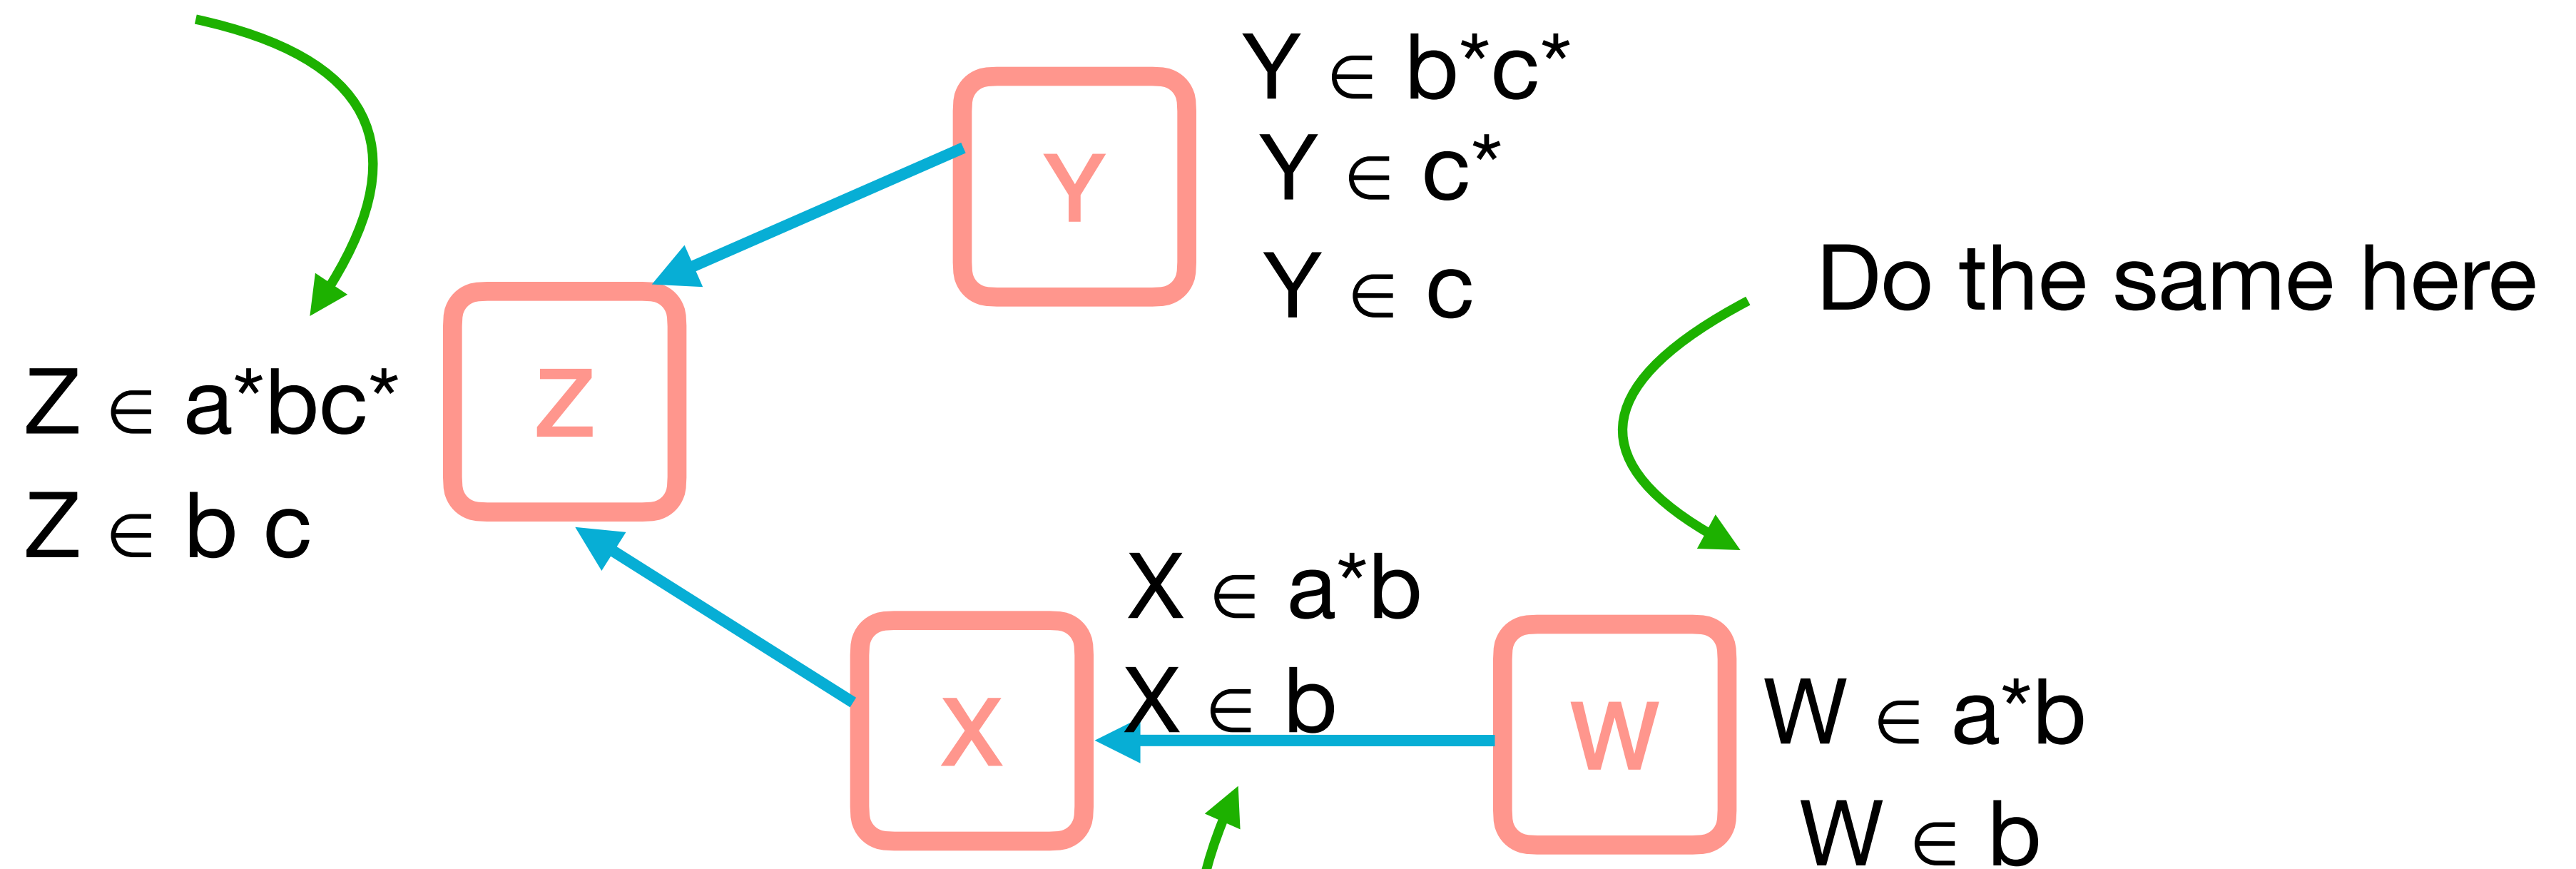 Y ∈ b*c*
Y ∈ c*
Y
Y ∈ c
Do the same here
Z ∈ a*bc*
Z
Z ∈ b c
X ∈ a*b
X ∈ b
X
W
W ∈ a*b
W ∈ b